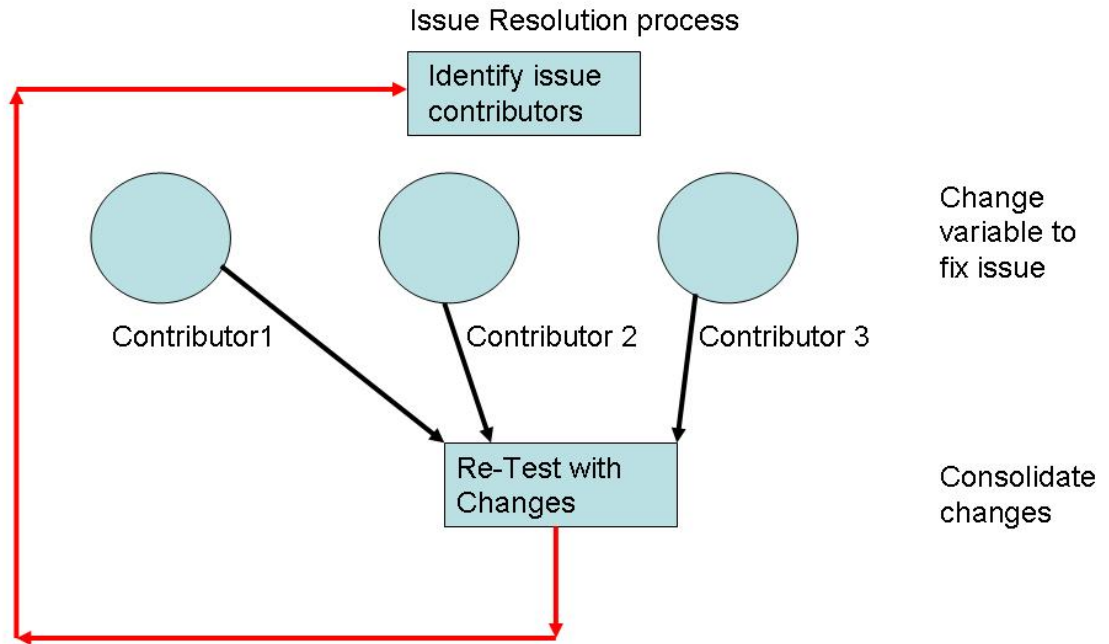 Issue Resolution process
Identify issue
contributors
Change
variable to
fix issue
Contributor1
Contributor 2
Contributor 3
Re-Test with
Changes
Consolidate
changes